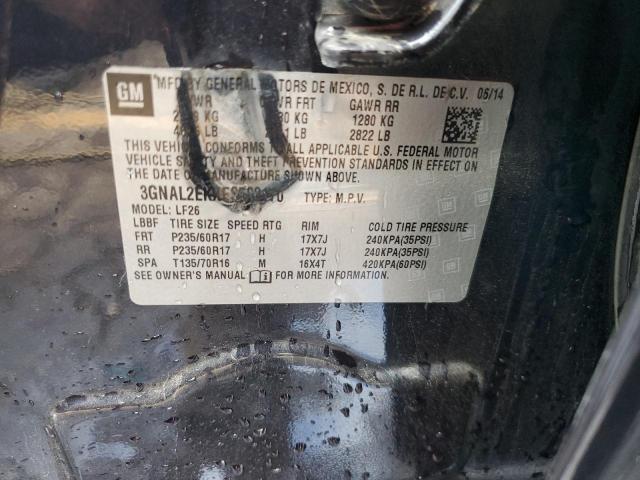 GM
MFD BY GENERAL MOTORS DE MEXICO, S. DE R.L. DE C.V. 06/14
FRT GAWR RR
KG KG 1280 KG
LB LB 2822 LB
THIS VEHICLE CONFORMS TO ALL APPLICABLE U.S. FEDERAL MOTOR
VEHICLE SAFETY AND THEFT PREVENTION STANDARDS IN EFFECT ON
THE DATE OF MANUFACTURE SHOWN ABOVE.
TYPE: M.P.V.
MODEL: LF26
LBBF TIRE SIZE SPEED RTG RIM COLD TIRE PRESSURE
FRT P235/60R17 H 17X7J 240KPA(35PSI)
RR P235/60R17 H 17X7J 240KPA(35PSI)
SPA T135/70R16 M 16X4T 420KPA(60PSI)
SEE OWNER'S MANUAL FOR MORE INFORMATION